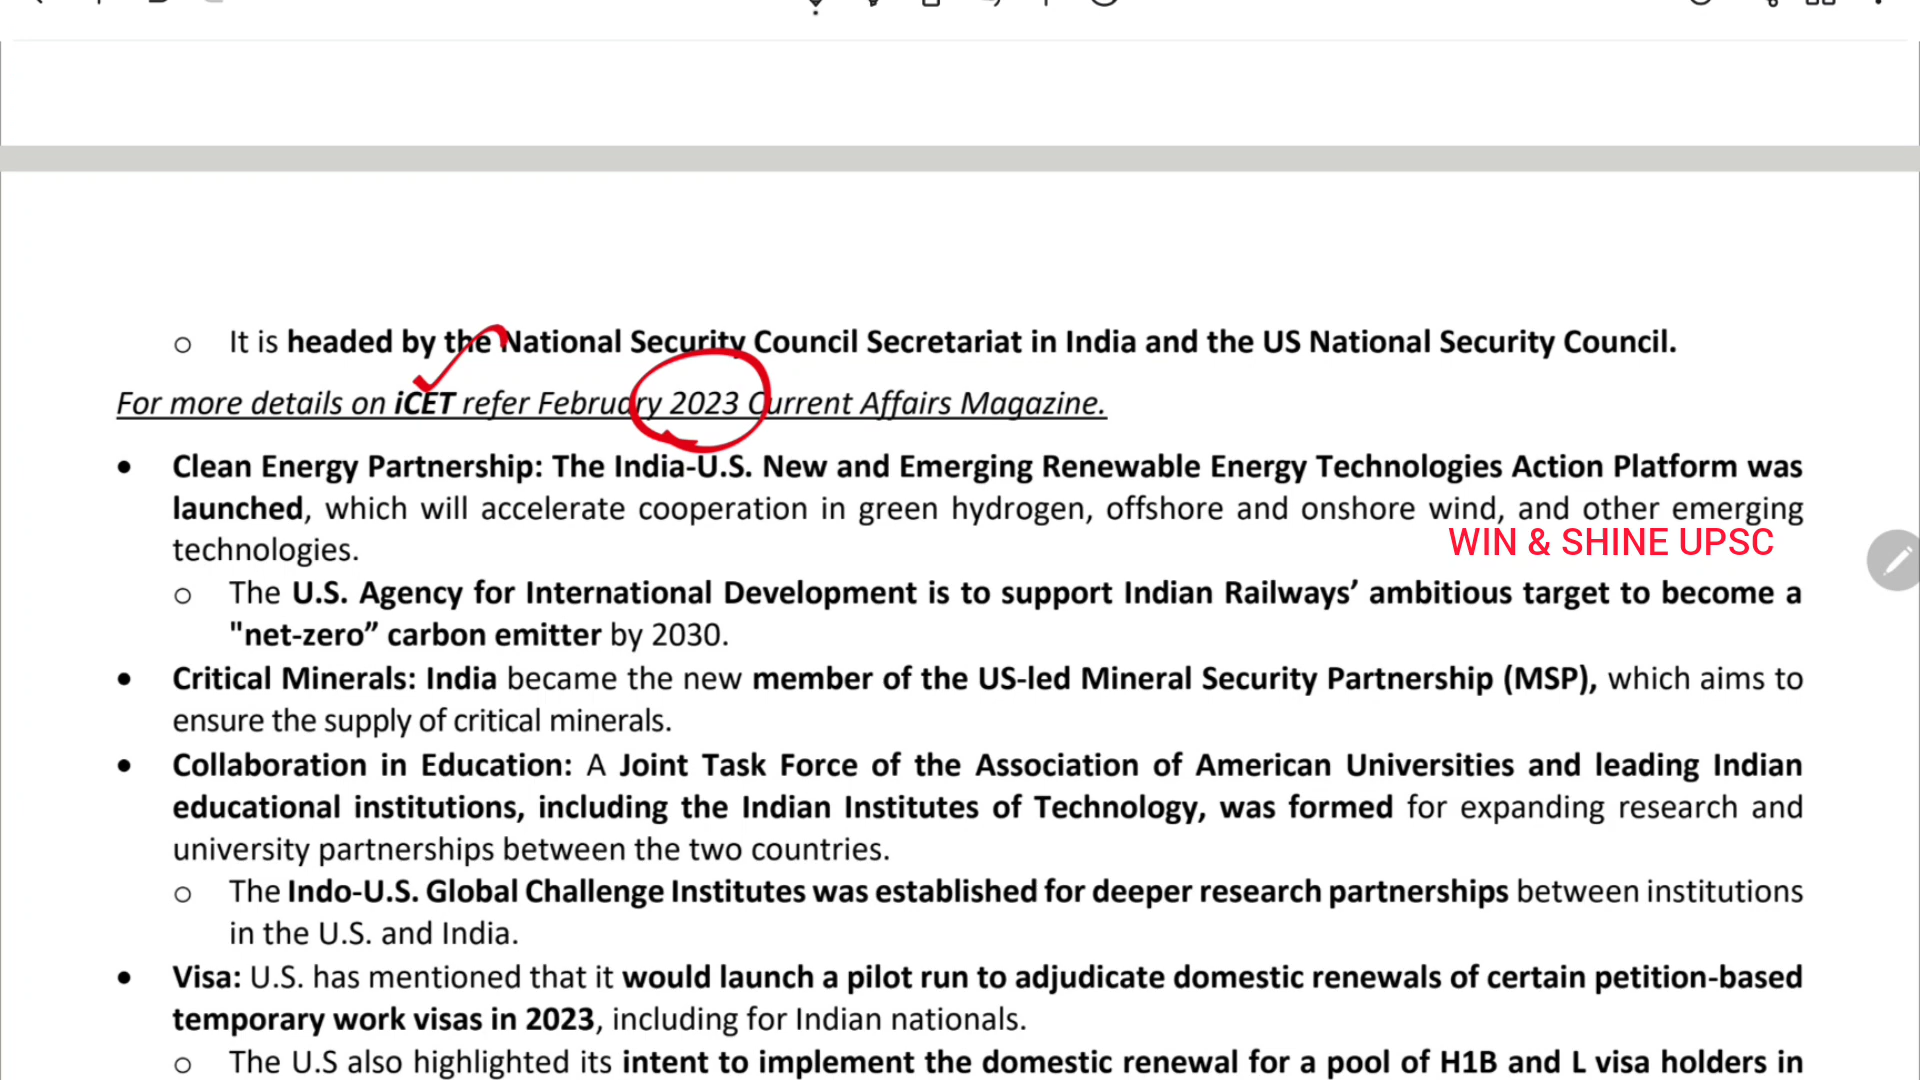 o It is headed by the National Security Council Secretariat in India and the US National Security Council.
For more details on iCET refer February 2023 Current Affairs Magazine.
• Clean Energy Partnership: The India-U.S. New and Emerging Renewable Energy Technologies Action Platform was
launched, which will accelerate cooperation in green hydrogen, offshore and onshore wind, and other emerging
technologies.
WIN & SHINE UPSC
o The U.S. Agency for International Development is to support Indian Railways’ ambitious target to become a
"net-zero” carbon emitter by 2030.
• Critical Minerals: India became the new member of the US-led Mineral Security Partnership (MSP), which aims to
ensure the supply of critical minerals.
• Collaboration in Education: A Joint Task Force of the Association of American Universities and leading Indian
educational institutions, including the Indian Institutes of Technology, was formed for expanding research and
university partnerships between the two countries.
o The Indo-U.S. Global Challenge Institutes was established for deeper research partnerships between institutions
in the U.S. and India.
• Visa: U.S. has mentioned that it would launch a pilot run to adjudicate domestic renewals of certain petition-based
temporary work visas in 2023, including for Indian nationals.
o The U.S also highlighted its intent to implement the domestic renewal for a pool of H1B and L visa holders in